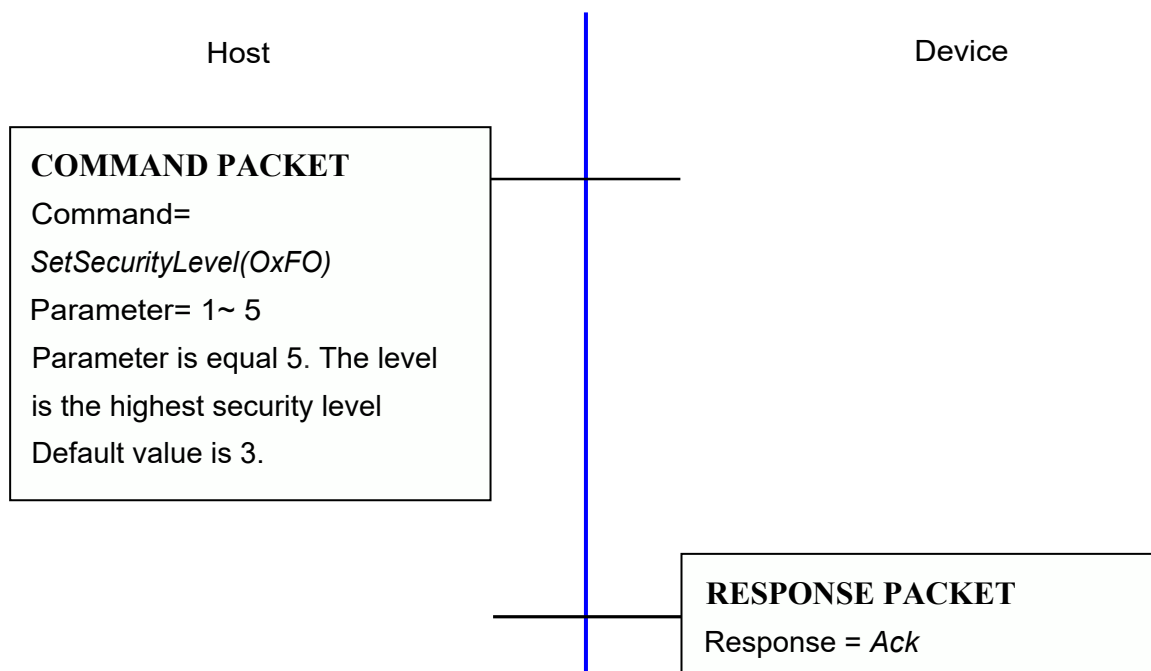 Host
Device
COMMAND PACKET
Command=
SetSecurityLevel(OxFO)
Parameter= 1~ 5
Parameter is equal 5. The level
is the highest security level
Default value is 3.
RESPONSE PACKET
Response = Ack